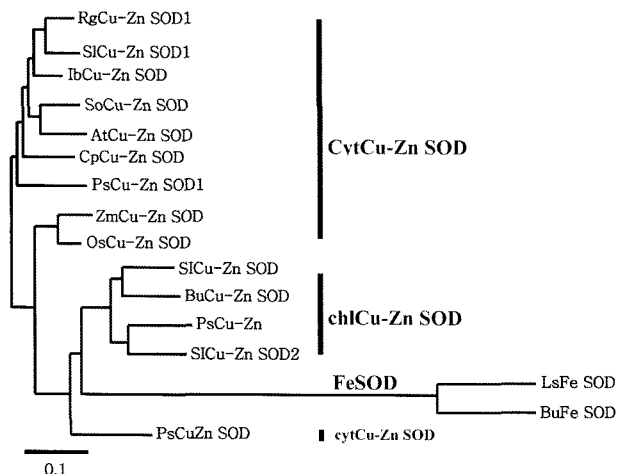 RgCu-Zn SOD1
SlCu-Zn SOD1
IbCu-Zn SOD
SoCu-Zn SOD
AtCu-Zn SOD
CpCu-Zn SOD
PsCu-Zn SOD1
CytCu-Zn SOD
ZmCu-Zn SOD
OsCu-Zn SOD
SlCu-Zn SOD
BuCu-Zn SOD
PsCu-Zn
SlCu-Zn SOD2
chlCu-Zn SOD
FeSOD
LsFe SOD
BuFe SOD
PsCuZn SOD
cytCu-Zn SOD
0.1